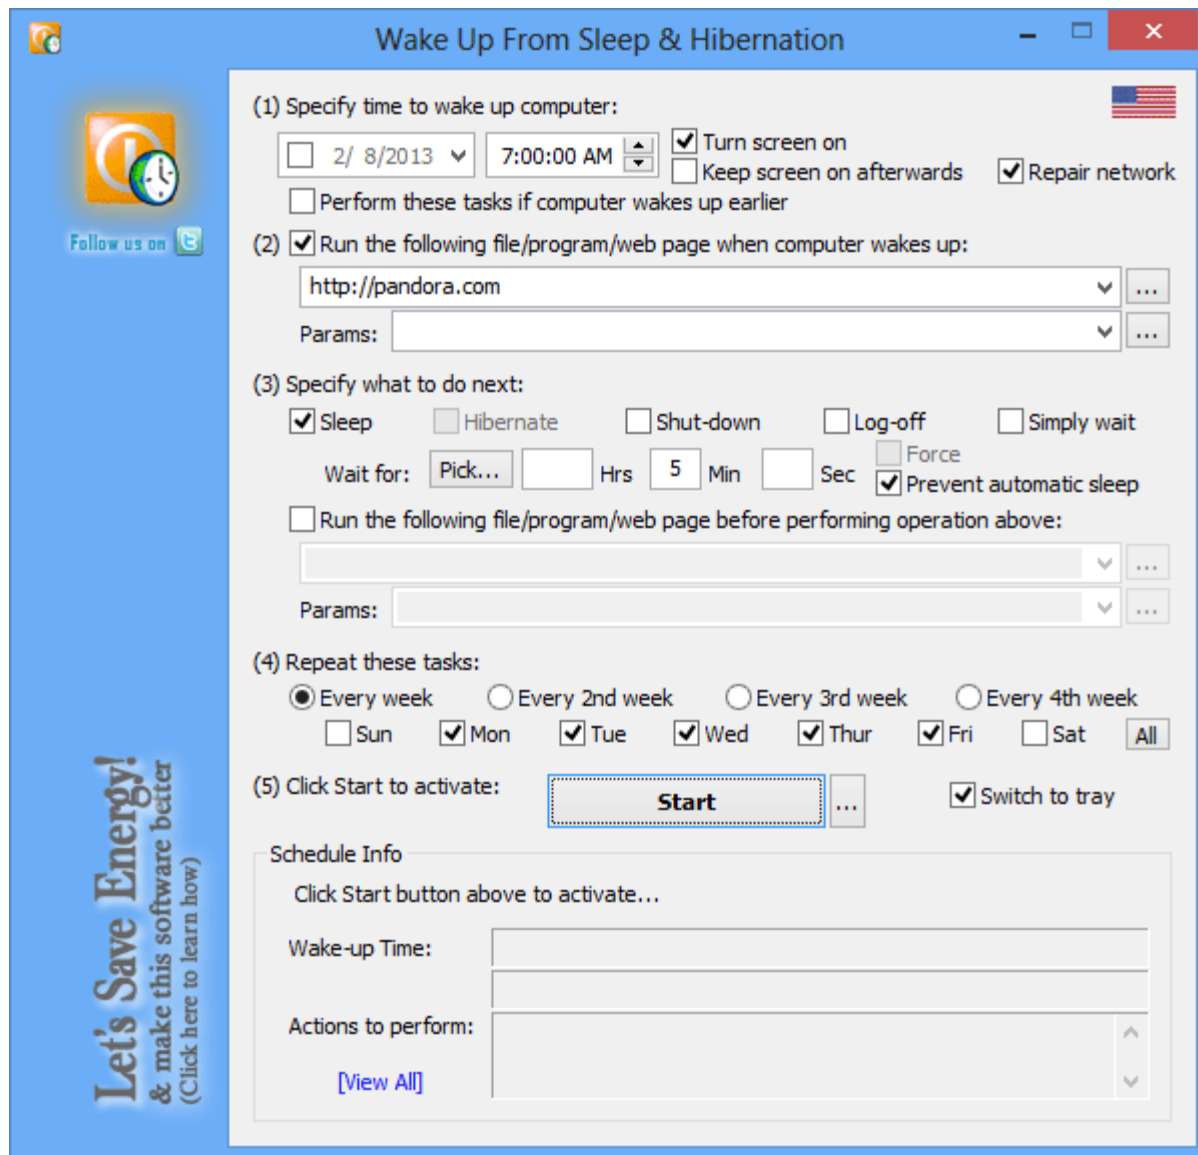 Wake Up From Sleep & Hibernation
Follow us on
Let's Save Energy!
& make this software better
(Click here to learn how)
(1) Specify time to wake up computer:
2/ 8/2013 7:00:00 AM
Turn screen on
Keep screen on afterwards
Repair network
Perform these tasks if computer wakes up earlier
(2) Run the following file/program/web page when computer wakes up:
http://pandora.com ...
Params: ...
(3) Specify what to do next:
Sleep Hibernate Shut-down Log-off Simply wait
Wait for: Pick... Hrs 5 Min Sec
Force
Prevent automatic sleep
Run the following file/program/web page before performing operation above:
...
Params: ...
(4) Repeat these tasks:
Every week Every 2nd week Every 3rd week Every 4th week
Sun Mon Tue Wed Thur Fri Sat All
(5) Click Start to activate: Start ... Switch to tray
Schedule Info
Click Start button above to activate...
Wake-up Time:
Actions to perform:
[View All]